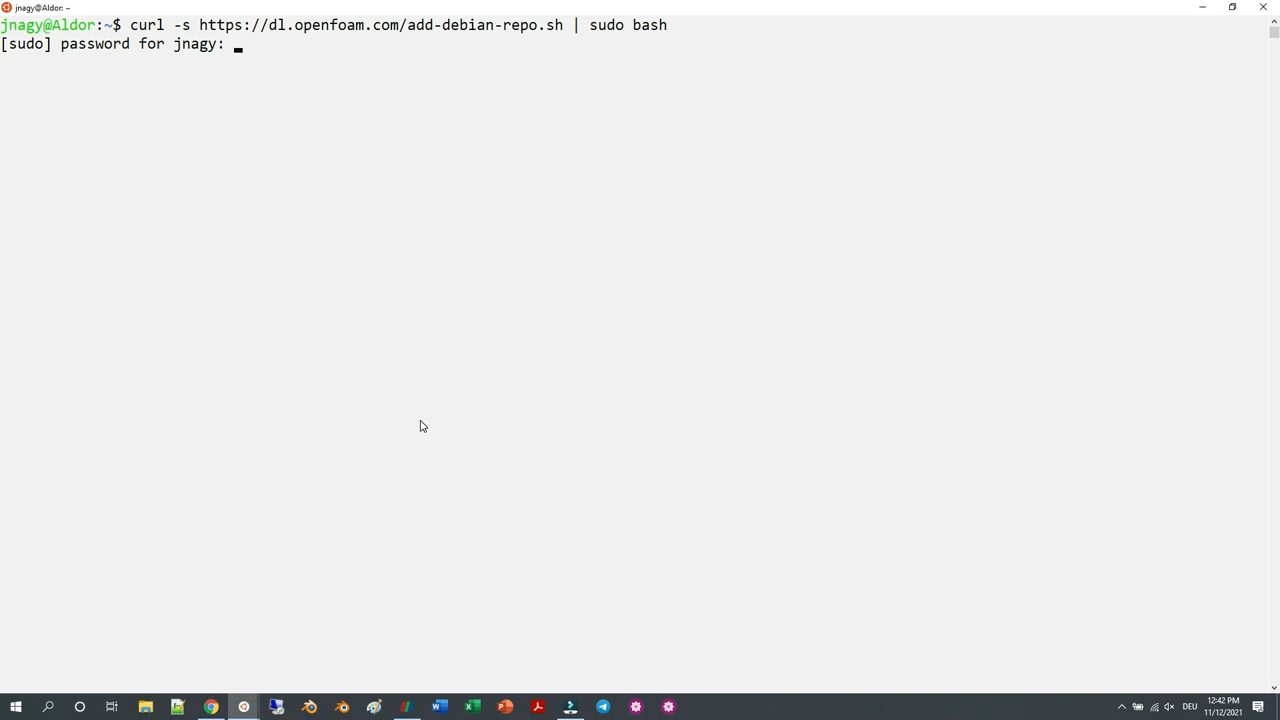 jnagy@Aldor: ~
jnagy@Aldor:~$ curl -s https://dl.openfoam.com/add-debian-repo.sh | sudo bash
[sudo] password for jnagy:
DEU
12:42 PM
11/12/2021